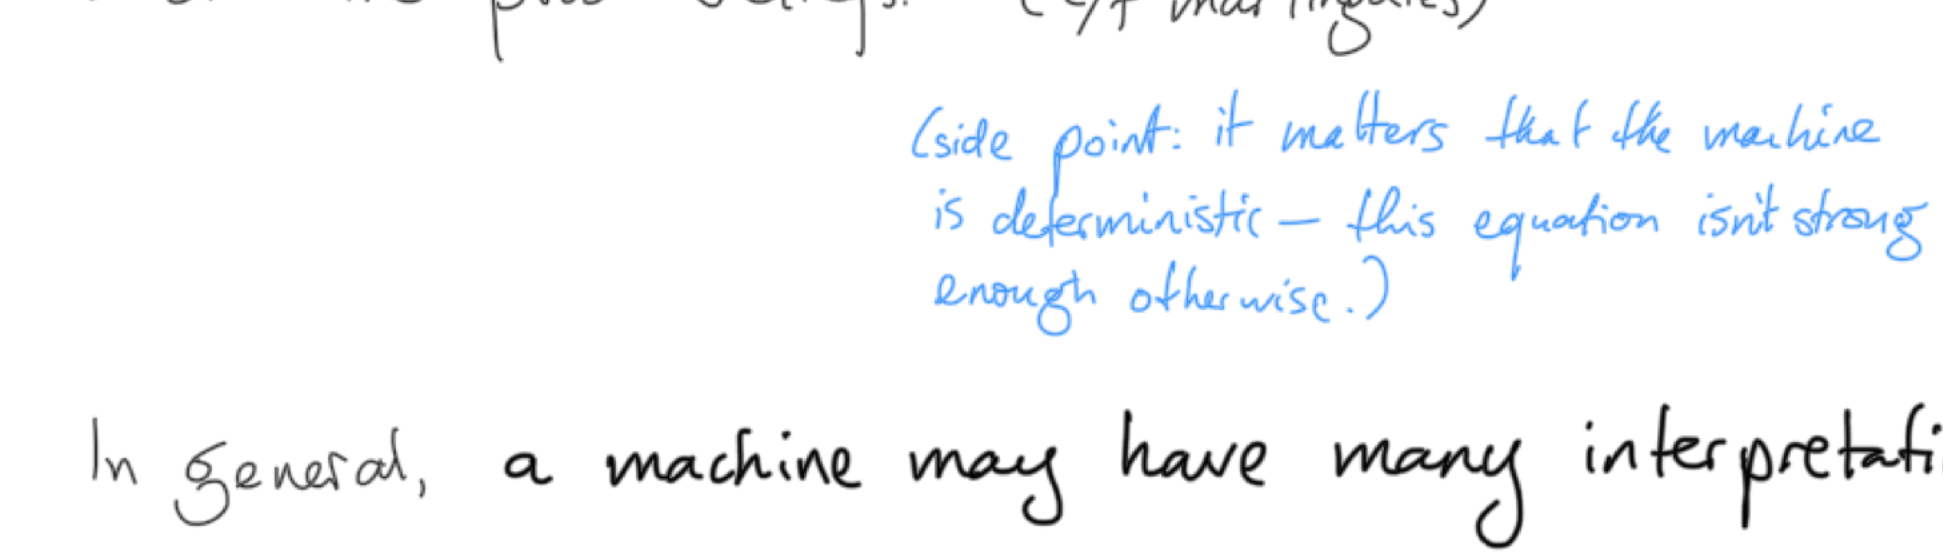 (c/f martingales)
(side point: it matters that the machine
is deterministic — this equation isn't strong
enough otherwise.)
In general, a machine may have many interpretati